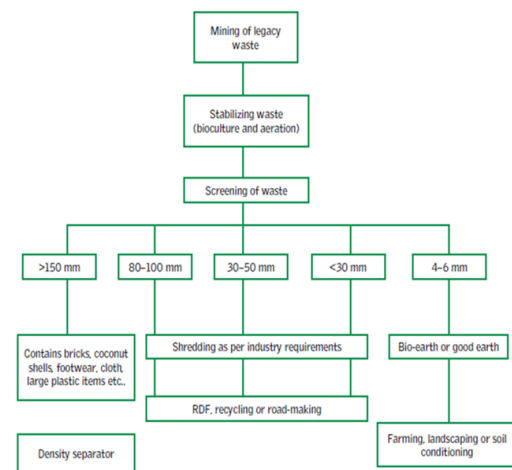 Mining of legacy
waste
Stabilizing waste
(bioculture and aeration)
Screening of waste
>150 mm
80–100 mm
30–50 mm
<30 mm
4–6 mm
Contains bricks, coconut
shells, footwear, cloth,
large plastic items etc..
Shredding as per industry requirements
Bio-earth or good earth
RDF, recycling or road-making
Farming, landscaping or soil
conditioning
Density separator